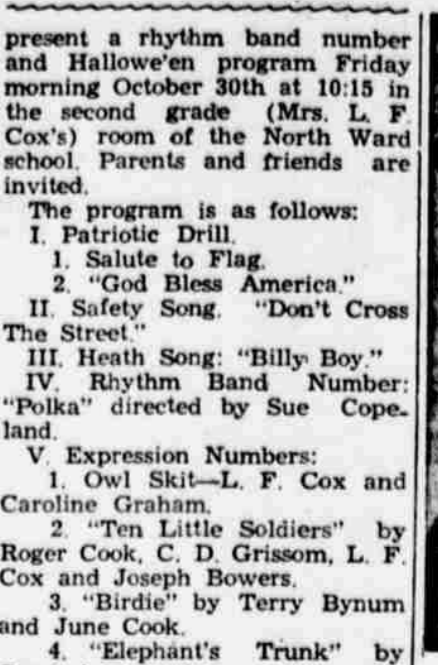 present a rhythm band number
and Hallowe'en program Friday
morning October 30th at 10:15 in
the second grade (Mrs. L. F.
Cox's) room of the North Ward
school. Parents and friends are
invited.
The program is as follows:
I. Patriotic Drill.
1. Salute to Flag.
2. "God Bless America."
II. Safety Song. "Don't Cross
The Street."
III. Heath Song: "Billy Boy."
IV. Rhythm Band Number:
"Polka" directed by Sue Cope-
land.
V. Expression Numbers:
1. Owl Skit—L. F. Cox and
Caroline Graham.
2. "Ten Little Soldiers" by
Roger Cook, C. D. Grissom, L. F.
Cox and Joseph Bowers.
3. "Birdie" by Terry Bynum
and June Cook.
4. "Elephant's Trunk" by